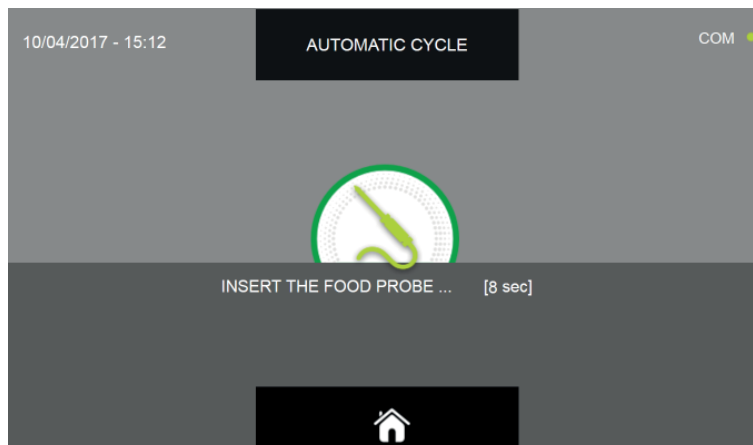 10/04/2017 - 15:12
AUTOMATIC CYCLE
COM
INSERT THE FOOD PROBE ... [8 sec]